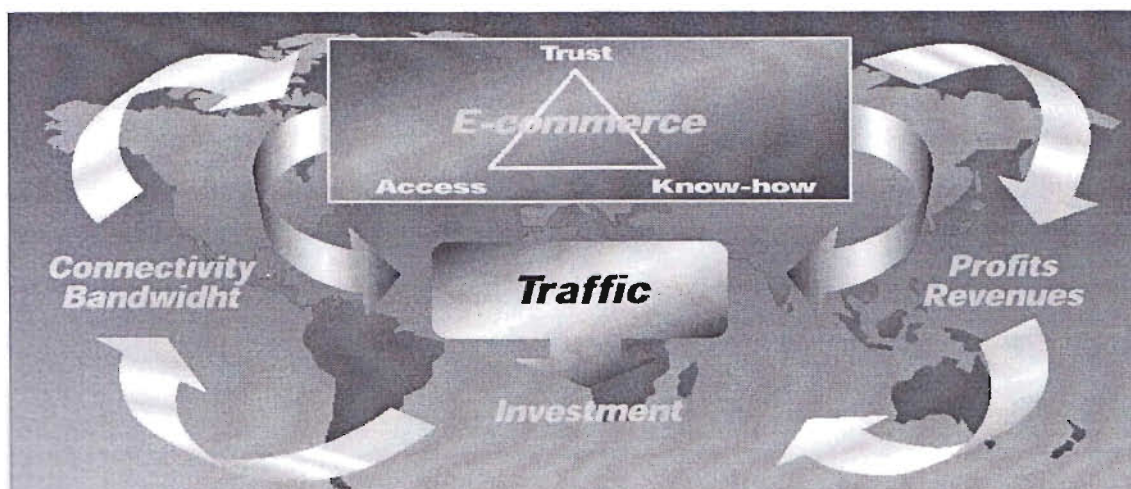 Trust
E-commerce
Access Know-how
Connectivity
Bandwidht
Traffic
Profits
Revenues
Investment